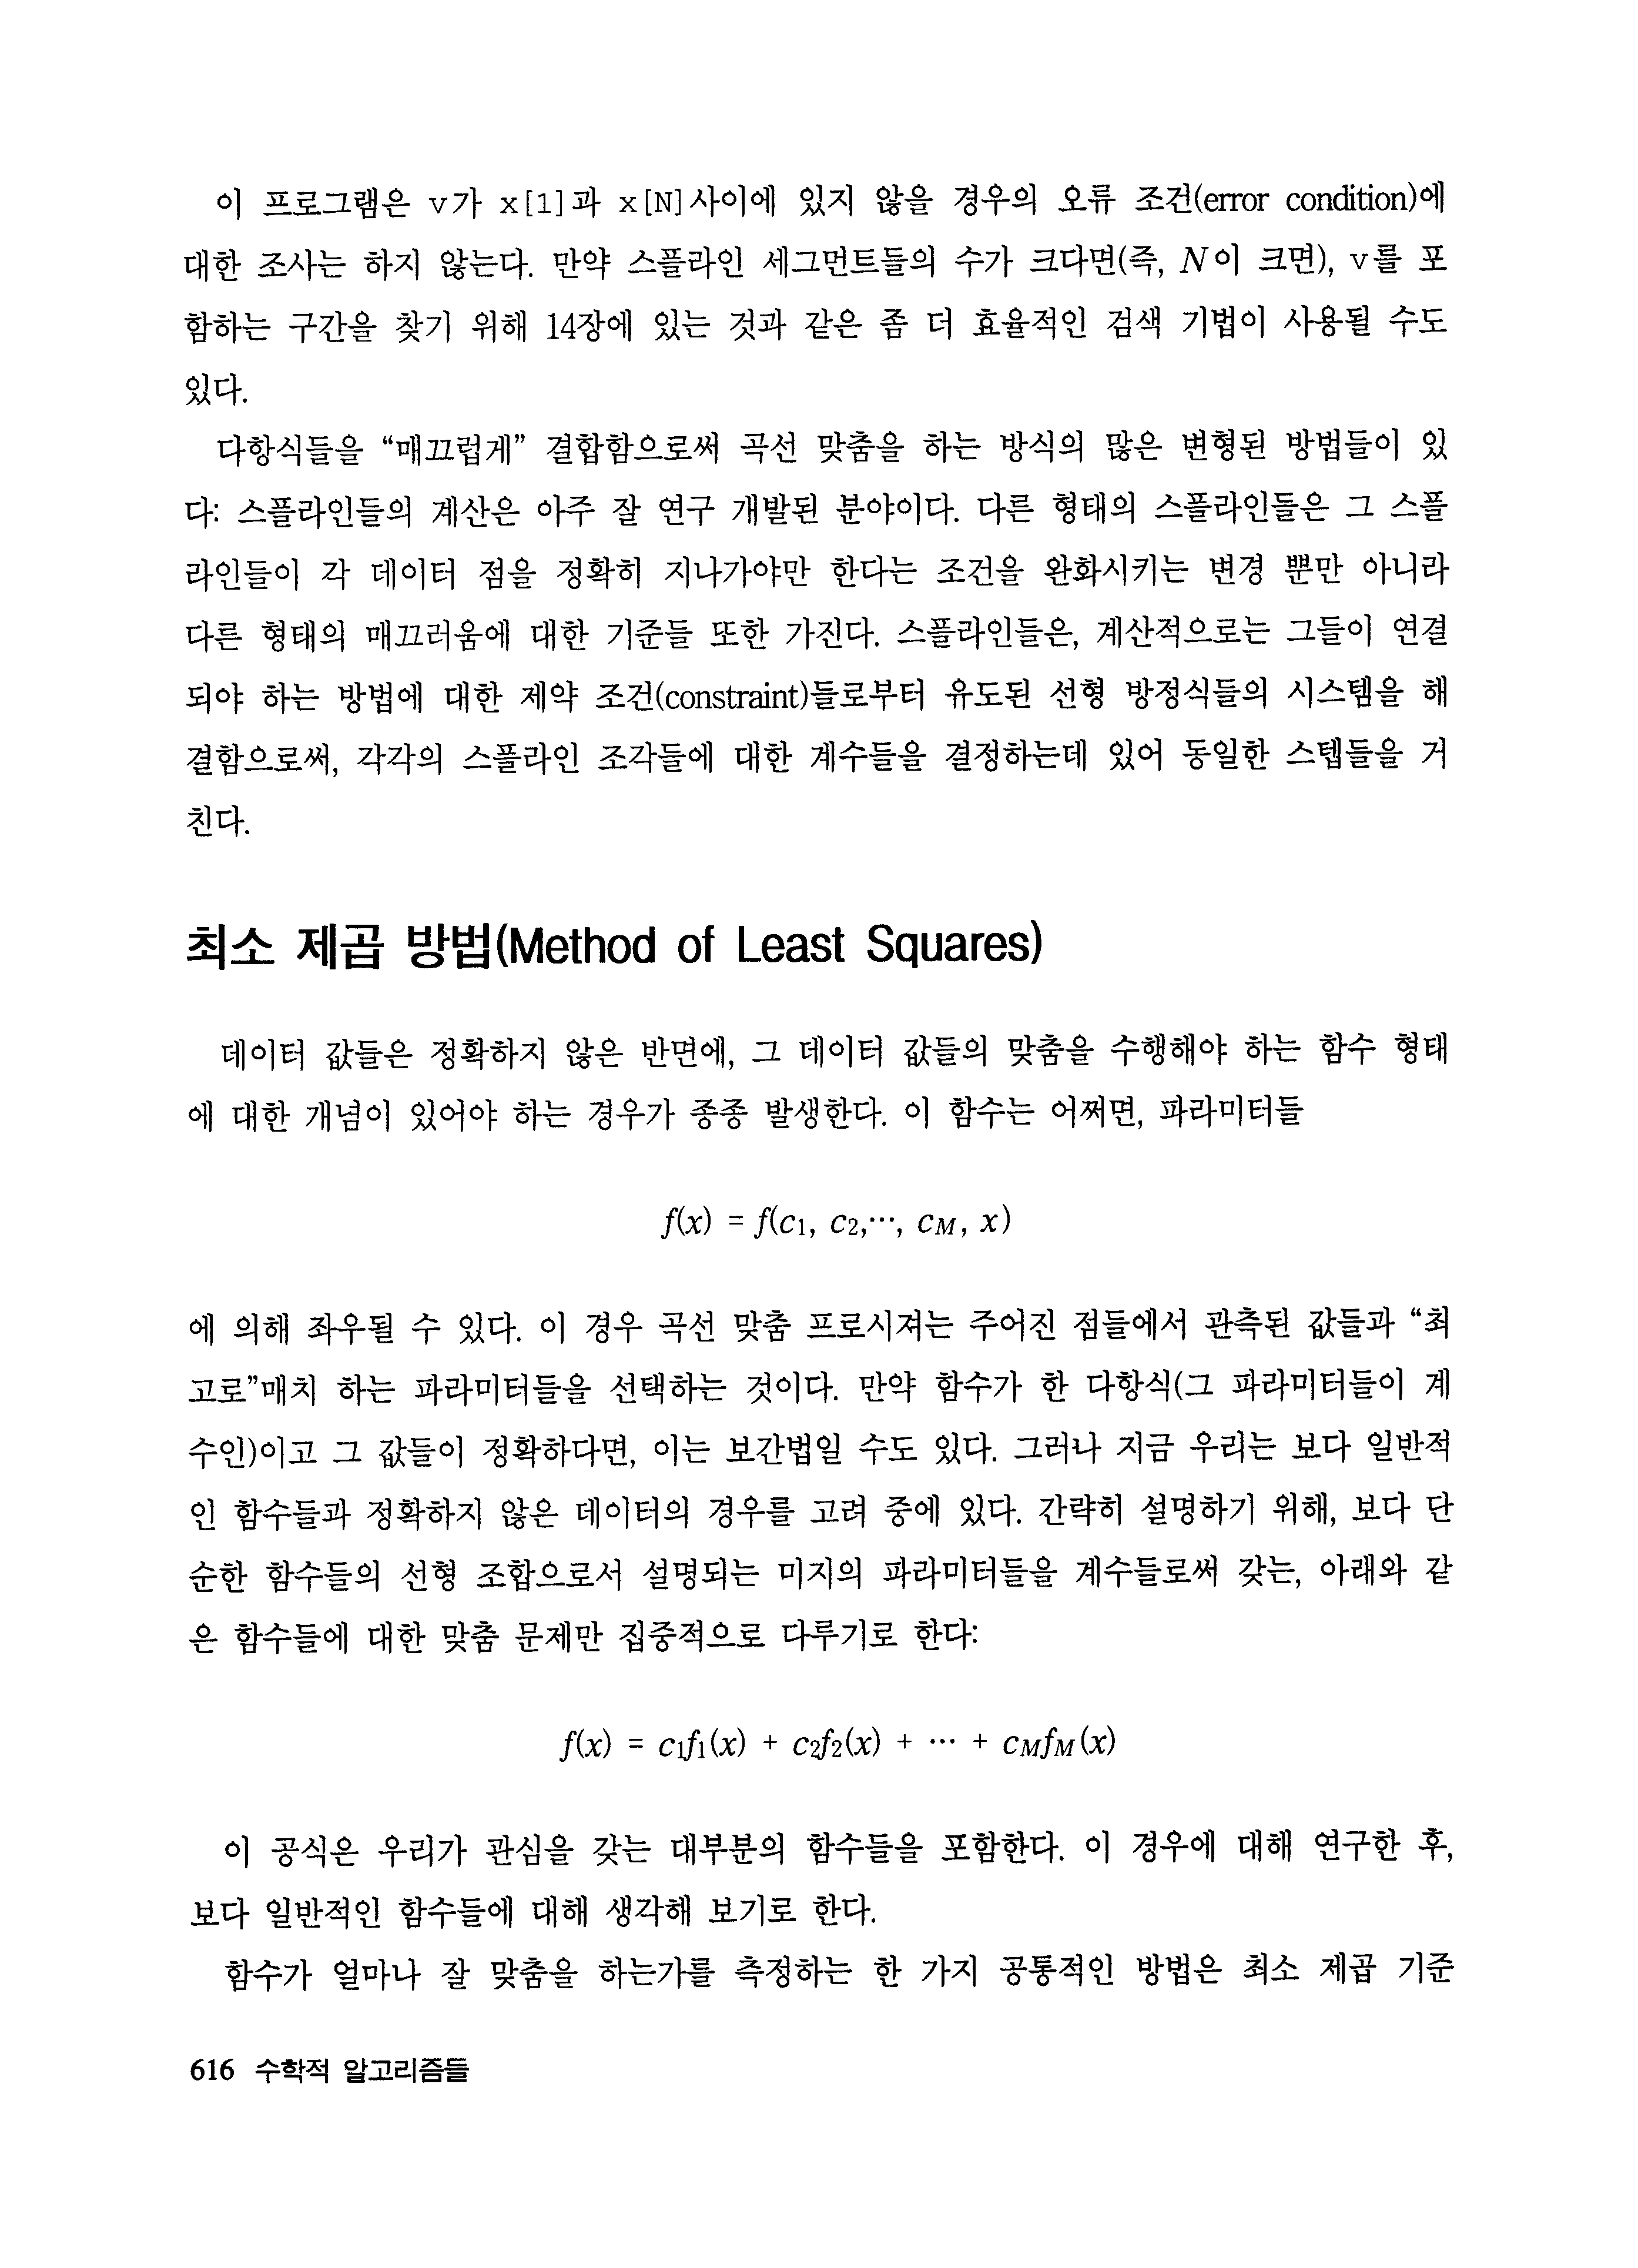 이 프로그램은 v가 x[1]과 x[N]사이에 있지 않을 경우의 오류 조건(error condition)에
대한 조사는 하지 않는다. 만약 스플라인 세그먼트들의 수가 크다면(즉, N이 크면), v를 포
함하는 구간을 찾기 위해 14장에 있는 것과 같은 좀 더 효율적인 검색 기법이 사용될 수도
있다.
다항식들을 “매끄럽게” 결합함으로써 곡선 맞춤을 하는 방식의 많은 변형된 방법들이 있
다: 스플라인들의 계산은 아주 잘 연구 개발된 분야이다. 다른 형태의 스플라인들은 그 스플
라인들이 각 데이터 점을 정확히 지나가야만 한다는 조건을 완화시키는 변경 뿐만 아니라
다른 형태의 매끄러움에 대한 기준들 또한 가진다. 스플라인들은, 계산적으로는 그들이 연결
되야 하는 방법에 대한 제약 조건(constraint)들로부터 유도된 선형 방정식들의 시스템을 해
결함으로써, 각각의 스플라인 조각들에 대한 계수들을 결정하는데 있어 동일한 스텝들을 거
친다.
최소 제곱 방법(Method of Least Squares)
데이터 값들은 정확하지 않은 반면에, 그 데이터 값들의 맞춤을 수행해야 하는 함수 형태
에 대한 개념이 있어야 하는 경우가 종종 발생한다. 이 함수는 어쩌면, 파라미터들
f(x) = f(c1, c2,⋯, cM, x)
에 의해 좌우될 수 있다. 이 경우 곡선 맞춤 프로시져는 주어진 점들에서 관측된 값들과 “최
고로”매치 하는 파라미터들을 선택하는 것이다. 만약 함수가 한 다항식(그 파라미터들이 계
수인)이고 그 값들이 정확하다면, 이는 보간법일 수도 있다. 그러나 지금 우리는 보다 일반적
인 함수들과 정확하지 않은 데이터의 경우를 고려 중에 있다. 간략히 설명하기 위해, 보다 단
순한 함수들의 선형 조합으로서 설명되는 미지의 파라미터들을 계수들로써 갖는, 아래와 같
은 함수들에 대한 맞춤 문제만 집중적으로 다루기로 한다:
f(x) = c1f1(x) + c2f2(x) + ⋯ + cMfM(x)
이 공식은 우리가 관심을 갖는 대부분의 함수들을 포함한다. 이 경우에 대해 연구한 후,
보다 일반적인 함수들에 대해 생각해 보기로 한다.
함수가 얼마나 잘 맞춤을 하는가를 측정하는 한 가지 공통적인 방법은 최소 제곱 기준
616 수학적 알고리즘들